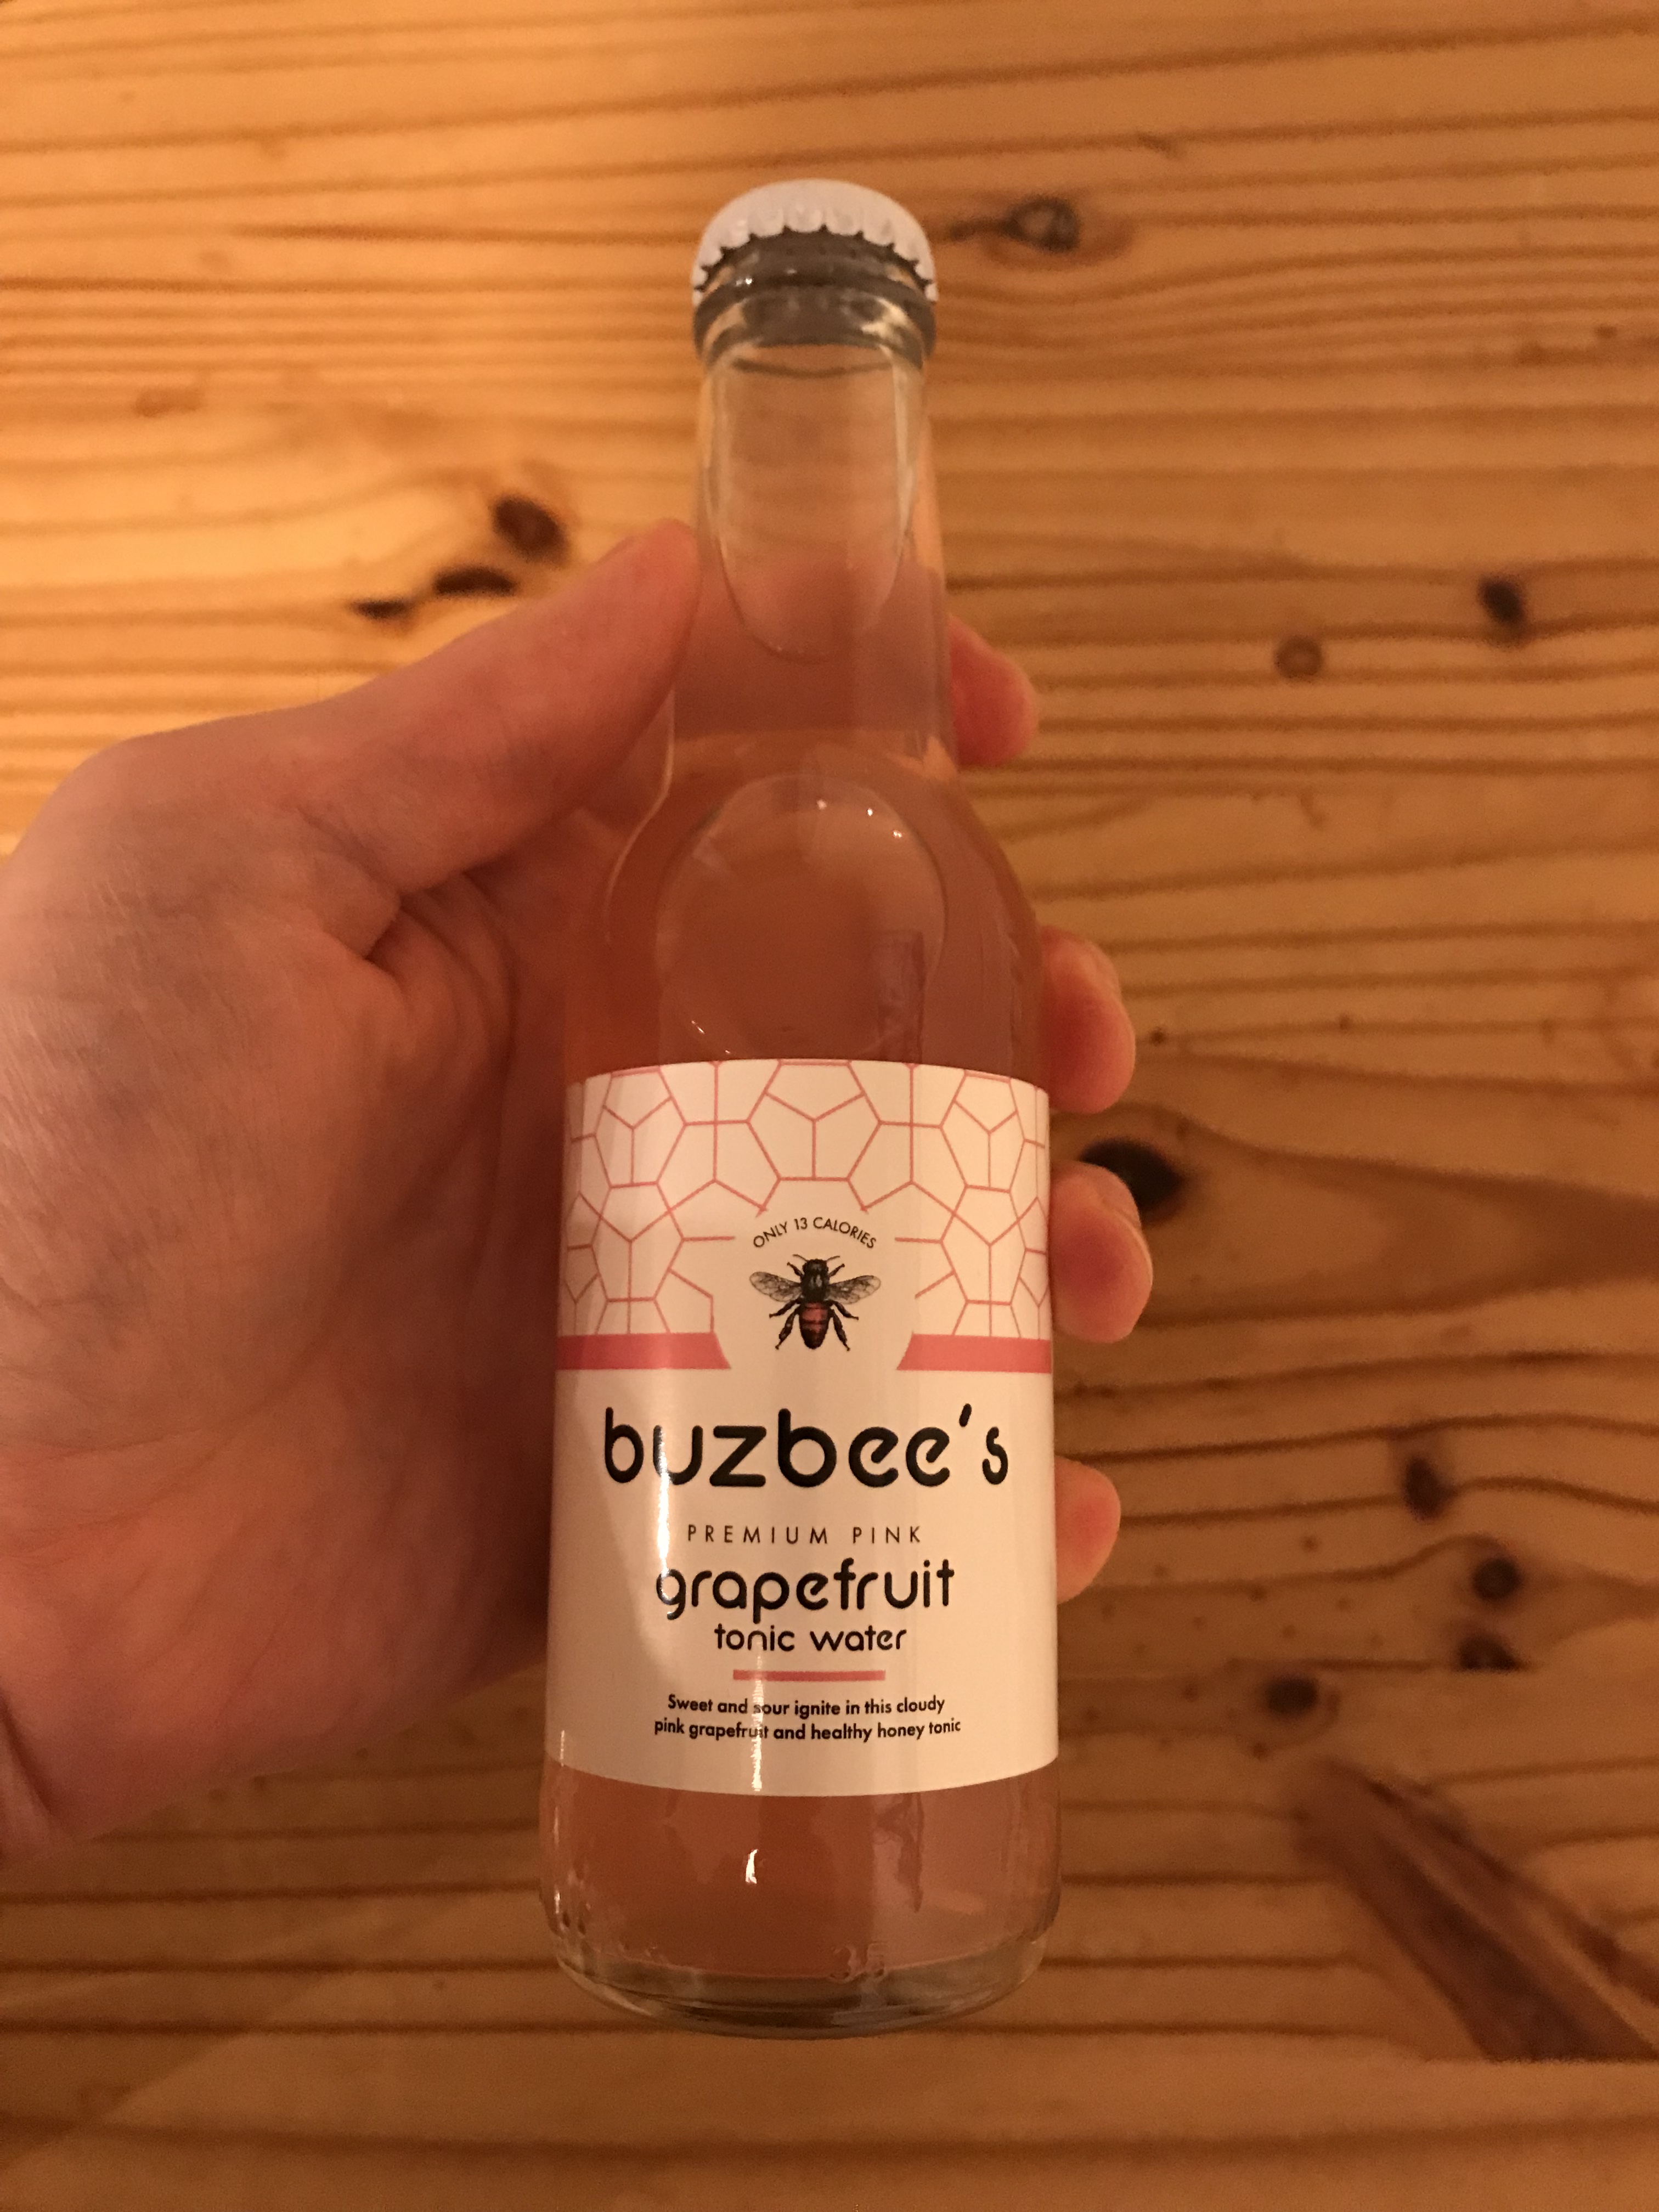 ONLY 13 CALORIES
buzbee's
PREMIUM PINK
grapefruit
tonic water
Sweet and sour ignite in this cloudy
pink grapefruit and healthy honey tonic
35